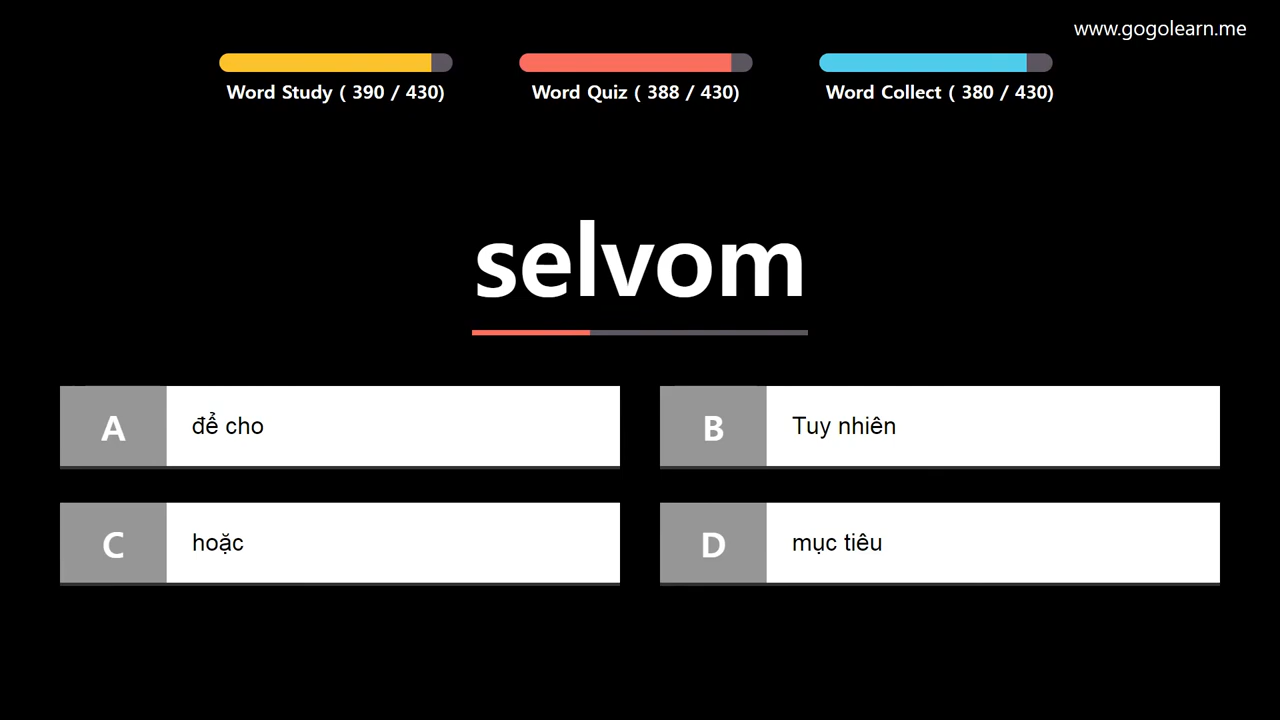 www.gogolearn.me
Word Study ( 390 / 430)
Word Quiz ( 388 / 430)
Word Collect ( 380 / 430)
selvom
A để cho
B Tuy nhiên
C hoặc
D mục tiêu